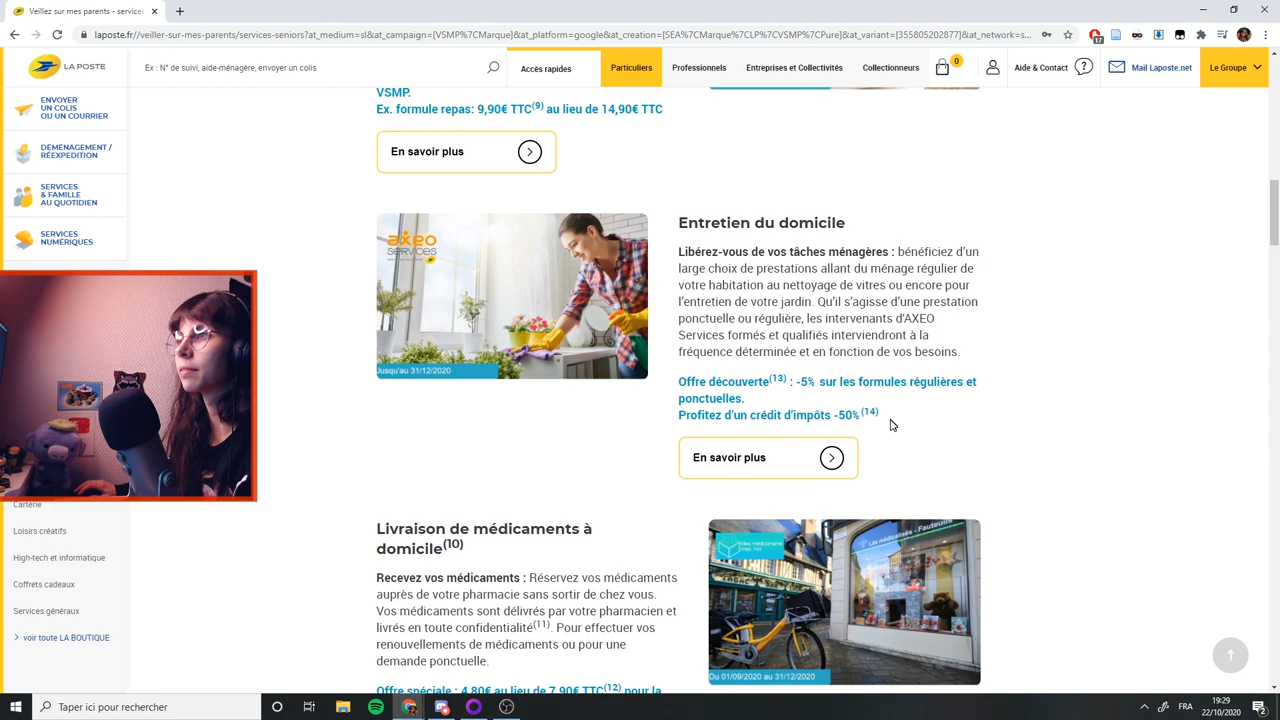 Veillez sur mes parents - services
laposte.fr//veiller-sur-mes-parents/services-seniors?at_medium=sl&at_campaign=[VSMP%7CMarque]&at_platform=google&at_creation=[SEA%7CMarque%7CLP%7CVSMP%7CPure]&at_variant=[355805202877]&at_network=s...
17
LA POSTE
Ex : N° de suivi, aide-ménagère, envoyer un colis
Accès rapides
Particuliers
Professionnels
Entreprises et Collectivités
Collectionneurs
0
Aide & Contact
?
Mail Laposte.net
Le Groupe
ENVOYER
UN COLIS
OU UN COURRIER
DEMENAGEMENT /
RÉEXPEDITION
SERVICES
& FAMILLE
AU QUOTIDIEN
SERVICES
NUMÉRIQUES
Carterie
Loisirs créatifs
High-tech et informatique
Coffrets cadeaux
Services généraux
voir toute LA BOUTIQUE
VSMP.
Ex. formule repas: 9,90€ TTC(9) au lieu de 14,90€ TTC
En savoir plus
axeo
SERVICES
Jusqu'au 31/12/2020
Entretien du domicile
Libérez-vous de vos tâches ménagères : bénéficiez d'un
large choix de prestations allant du ménage régulier de
votre habitation au nettoyage de vitres ou encore pour
l'entretien de votre jardin. Qu'il s'agisse d'une prestation
ponctuelle ou régulière, les intervenants d'AXEO
Services formés et qualifiés interviendront à la
fréquence déterminée et en fonction de vos besoins.
Offre découverte(13) : -5% sur les formules régulières et
ponctuelles.
Profitez d'un crédit d'impôts -50% (14)
En savoir plus
Livraison de médicaments à
domicile(10)
Recevez vos médicaments : Réservez vos médicaments
auprès de votre pharmacie sans sortir de chez vous.
Vos médicaments sont délivrés par votre pharmacien et
livrés en toute confidentialité(11). Pour effectuer vos
renouvellements de médicaments ou pour une
demande ponctuelle.
Offre spéciale : 4,80€ au lieu de 7,90€ TTC(12) pour la
Lits médicalisés - Fauteuils
Du 01/09/2020 au 31/12/2020
Taper ici pour rechercher
FRA
19:29
22/10/2020
2